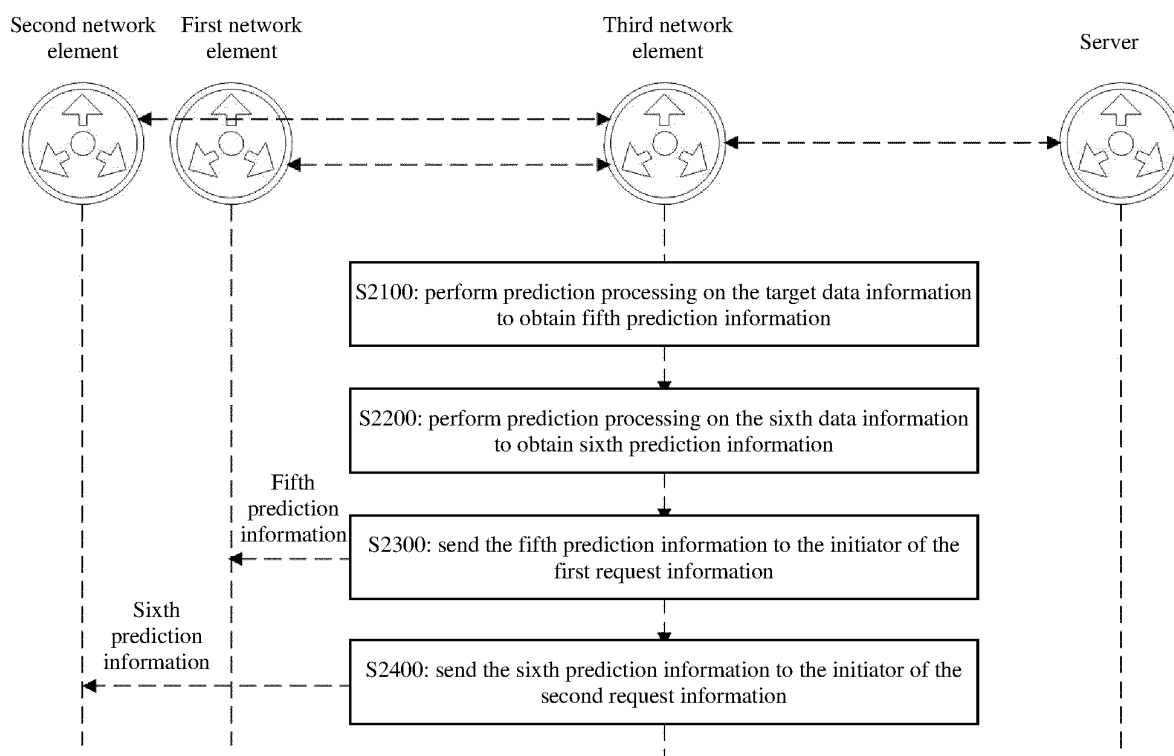 Second network
element
First network
element
Third network
element
Server
S2100: perform prediction processing on the target data information
to obtain fifth prediction information
S2200: perform prediction processing on the sixth data information
to obtain sixth prediction information
Fifth
prediction
information
S2300: send the fifth prediction information to the initiator of the
first request information
Sixth
prediction
information
S2400: send the sixth prediction information to the initiator of the
second request information